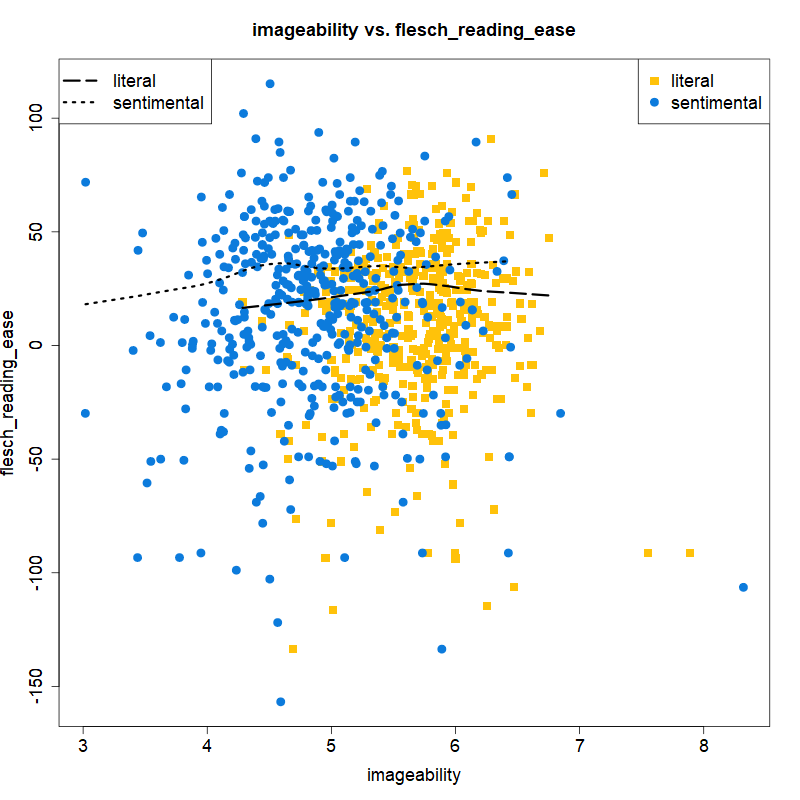 imageability vs. flesch_reading_ease
literal
sentimental
literal
sentimental
flesch_reading_ease
100
50
0
-50
-100
-150
3 4 5 6 7 8
imageability